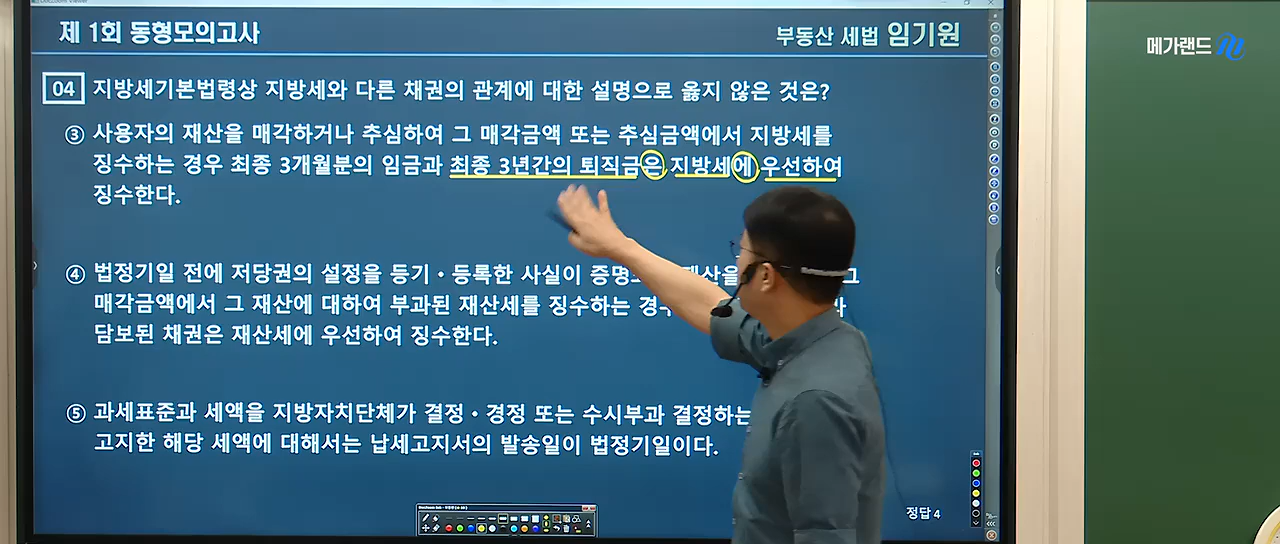 제 1회 동형모의고사
부동산 세법 임기원
메가랜드
04 지방세기본법령상 지방세와 다른 채권의 관계에 대한 설명으로 옳지 않은 것은?
③ 사용자의 재산을 매각하거나 추심하여 그 매각금액 또는 추심금액에서 지방세를
징수하는 경우 최종 3개월분의 임금과 최종 3년간의 퇴직금은 지방세에 우선하여
징수한다.
④ 법정기일 전에 저당권의 설정을 등기・등록한 사실이 증명 재산을 그
매각금액에서 그 재산에 대하여 부과된 재산세를 징수하는 경우
담보된 채권은 재산세에 우선하여 징수한다.
⑤ 과세표준과 세액을 지방자치단체가 결정・경정 또는 수시부과 결정하는
고지한 해당 세액에 대해서는 납세고지서의 발송일이 법정기일이다.
정답 4